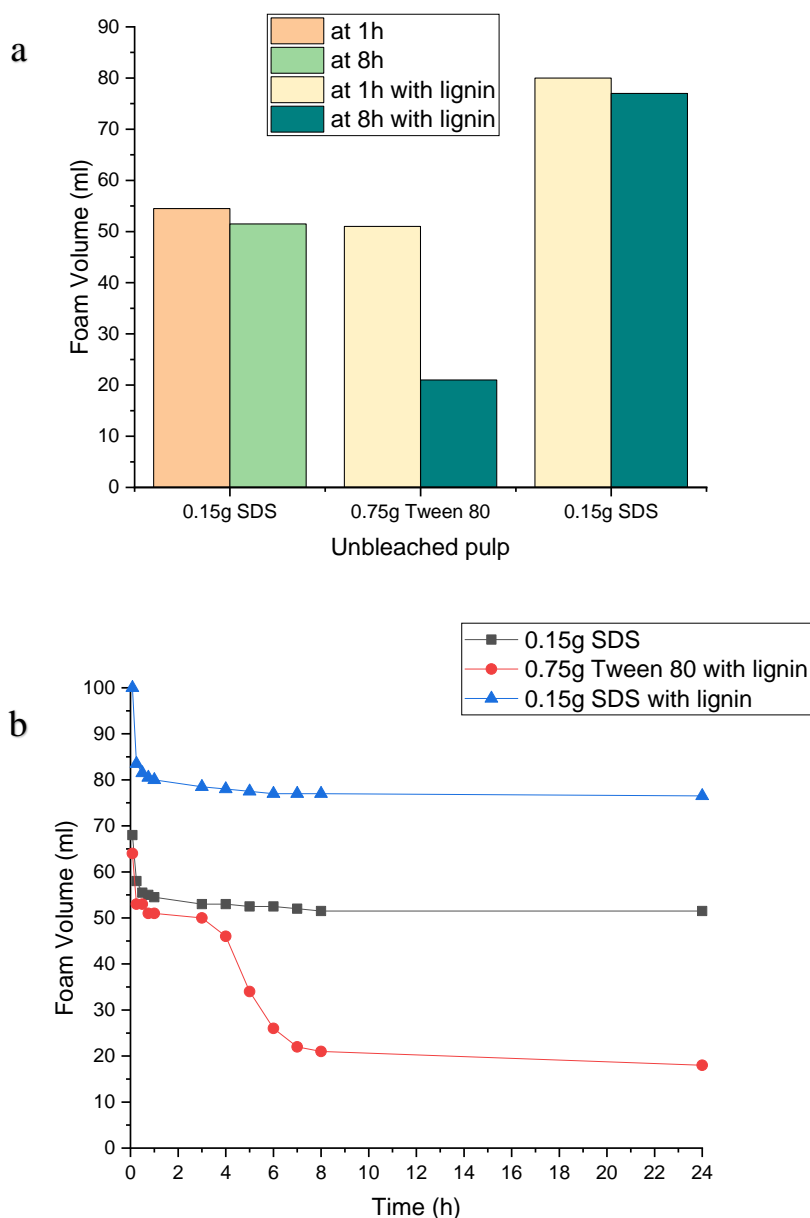 a
at 1h
at 8h
at 1h with lignin
at 8h with lignin
Foam Volume (ml)
90
80
70
60
50
40
30
20
10
0
0.15g SDS 0.75g Tween 80 0.15g SDS
Unbleached pulp
b
0.15g SDS
0.75g Tween 80 with lignin
0.15g SDS with lignin
Foam Volume (ml)
100
90
80
70
60
50
40
30
20
10
0
0 2 4 6 8 10 12 14 16 18 20 22 24
Time (h)